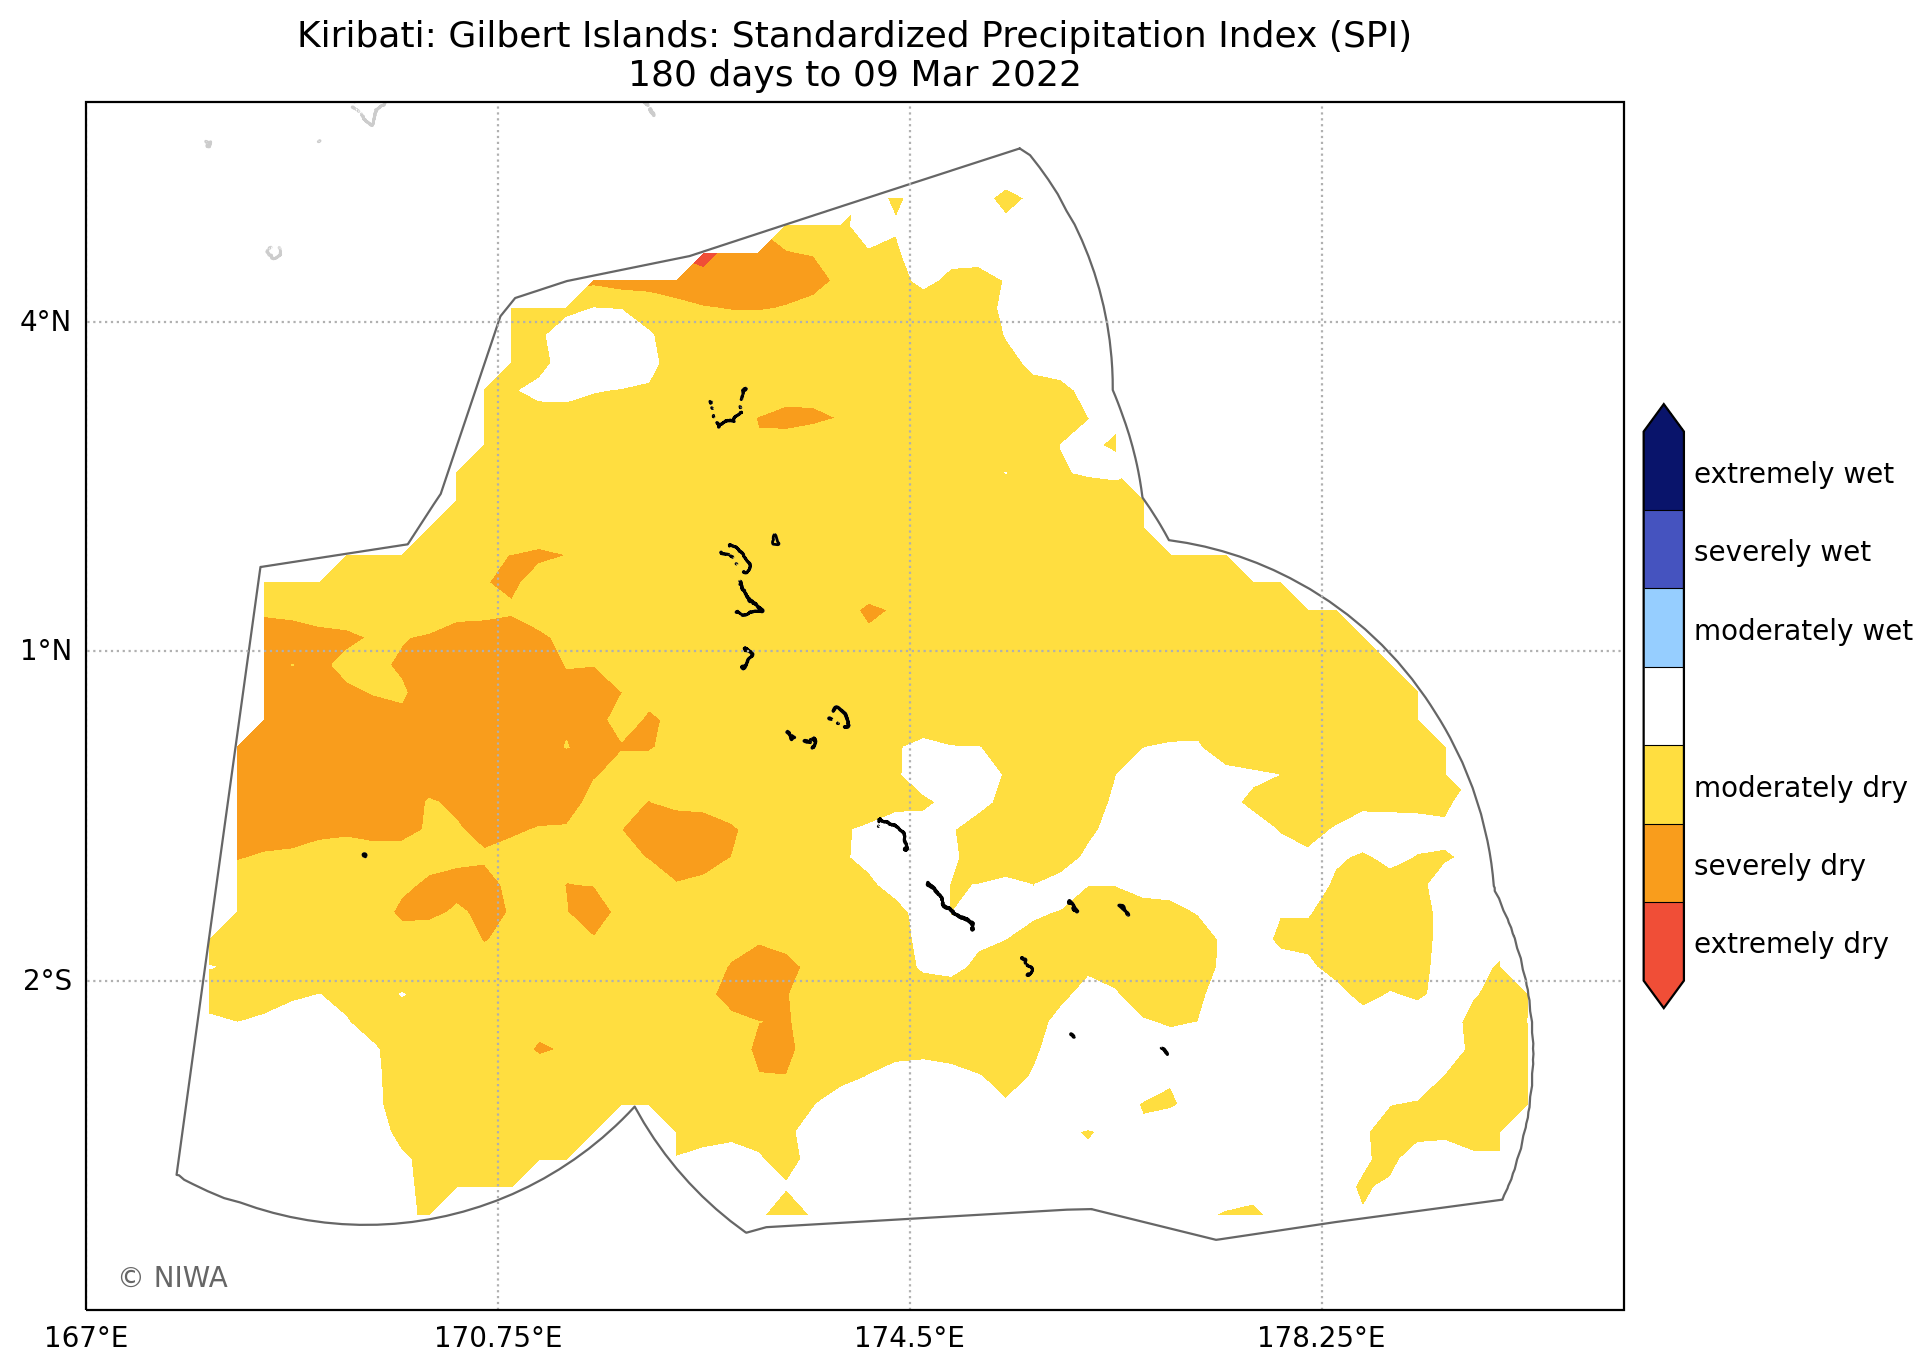 Kiribati: Gilbert Islands: Standardized Precipitation Index (SPI)
180 days to 09 Mar 2022
4°N
1°N
2°S
167°E
170.75°E
174.5°E
178.25°E
extremely wet
severely wet
moderately wet
moderately dry
severely dry
extremely dry
© NIWA